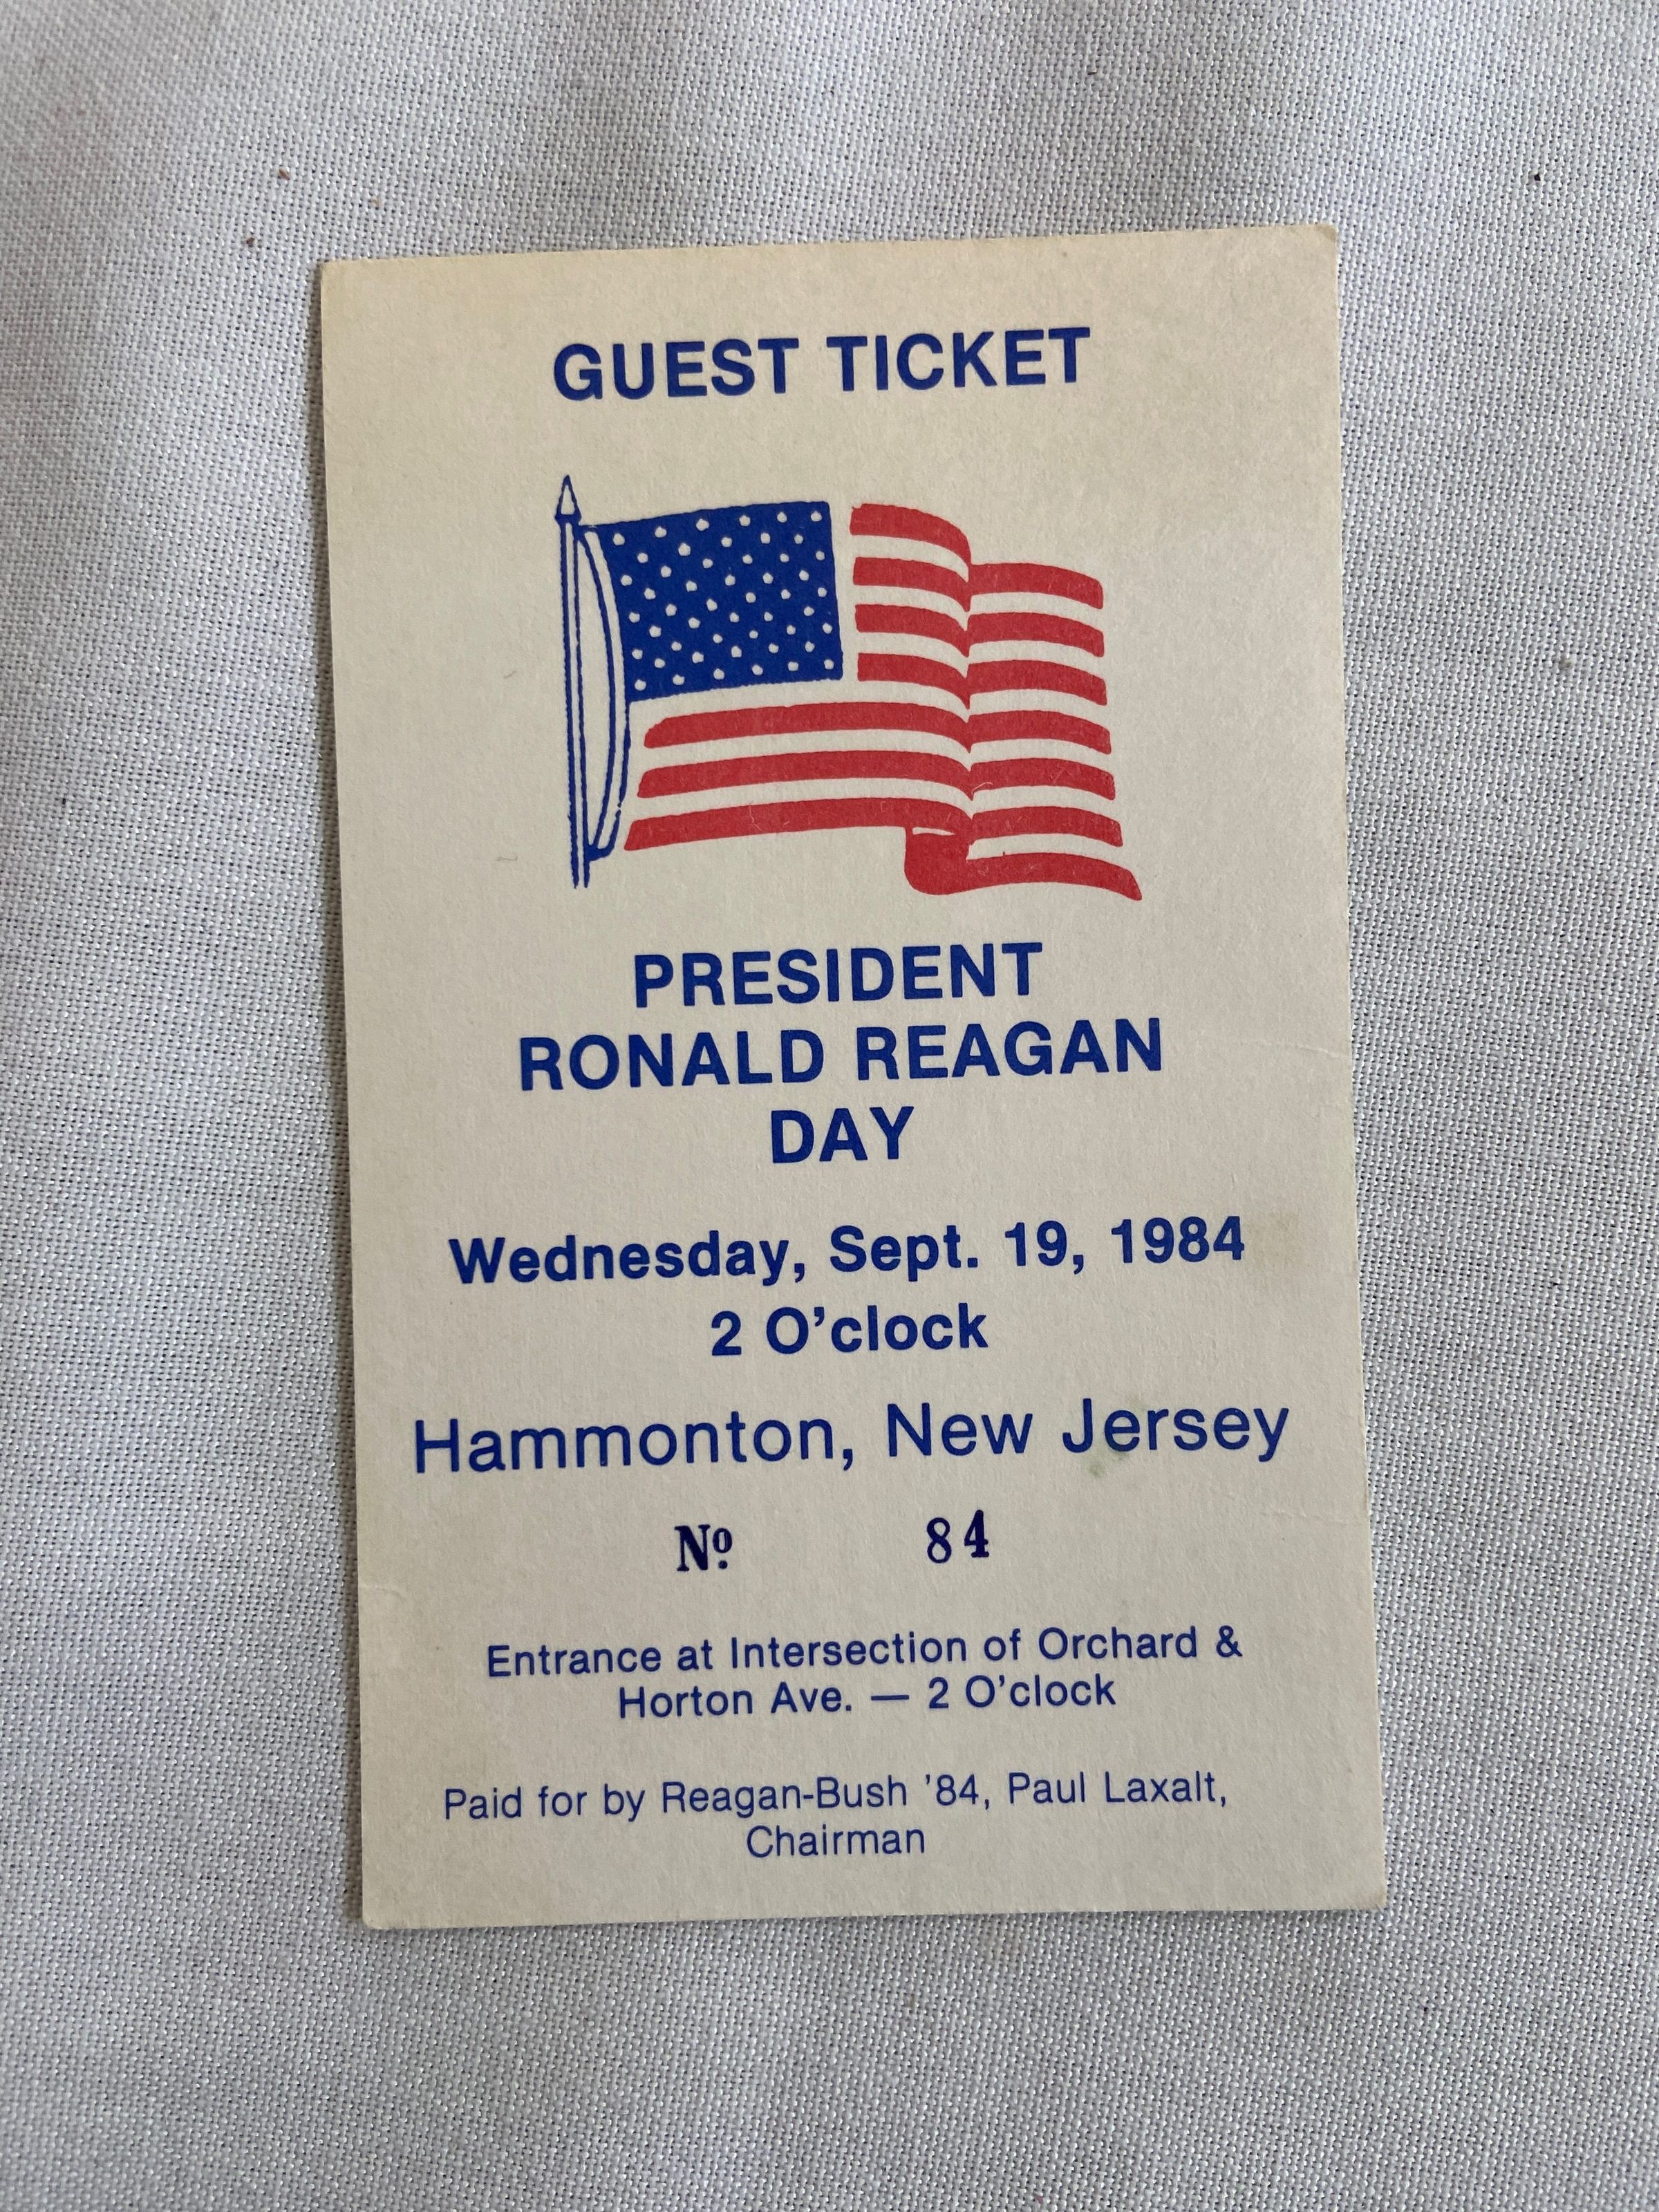 GUEST TICKET
PRESIDENT
RONALD REAGAN
DAY
Wednesday, Sept. 19, 1984
2 O’clock
Hammonton, New Jersey
Nº 84
Entrance at Intersection of Orchard &
Horton Ave. — 2 O’clock
Paid for by Reagan-Bush ’84, Paul Laxalt,
Chairman